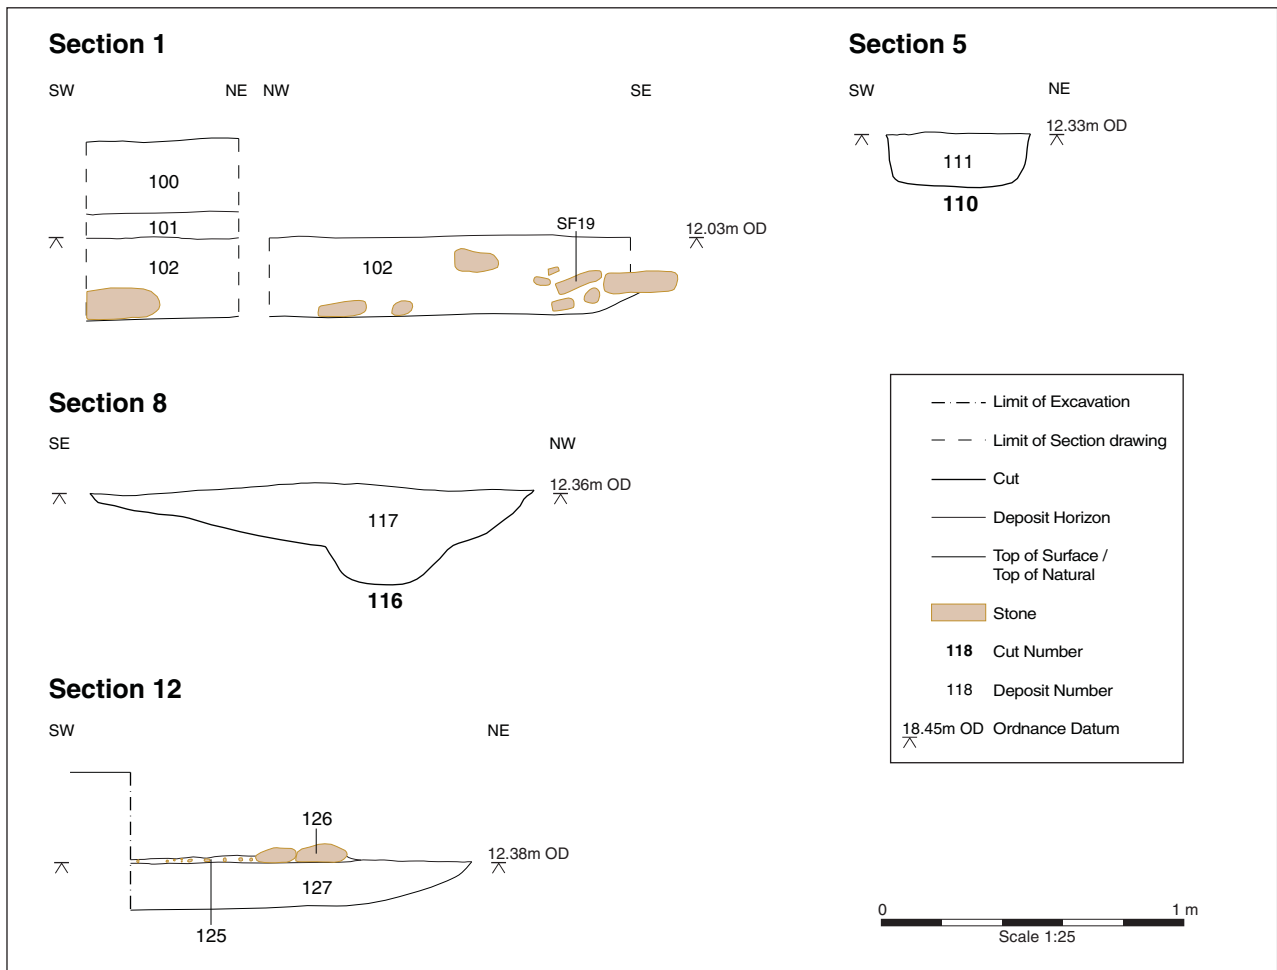 Section 1
SW NE NW SE
100
101
102
102
SF19
12.03m OD
Section 5
SW NE
12.33m OD
111
110
Section 8
SE NW
12.36m OD
117
116
Section 12
SW NE
126
12.38m OD
127
125
Limit of Excavation
Limit of Section drawing
Cut
Deposit Horizon
Top of Surface /
Top of Natural
Stone
118 Cut Number
118 Deposit Number
18.45m OD Ordnance Datum
0 1 m
Scale 1:25